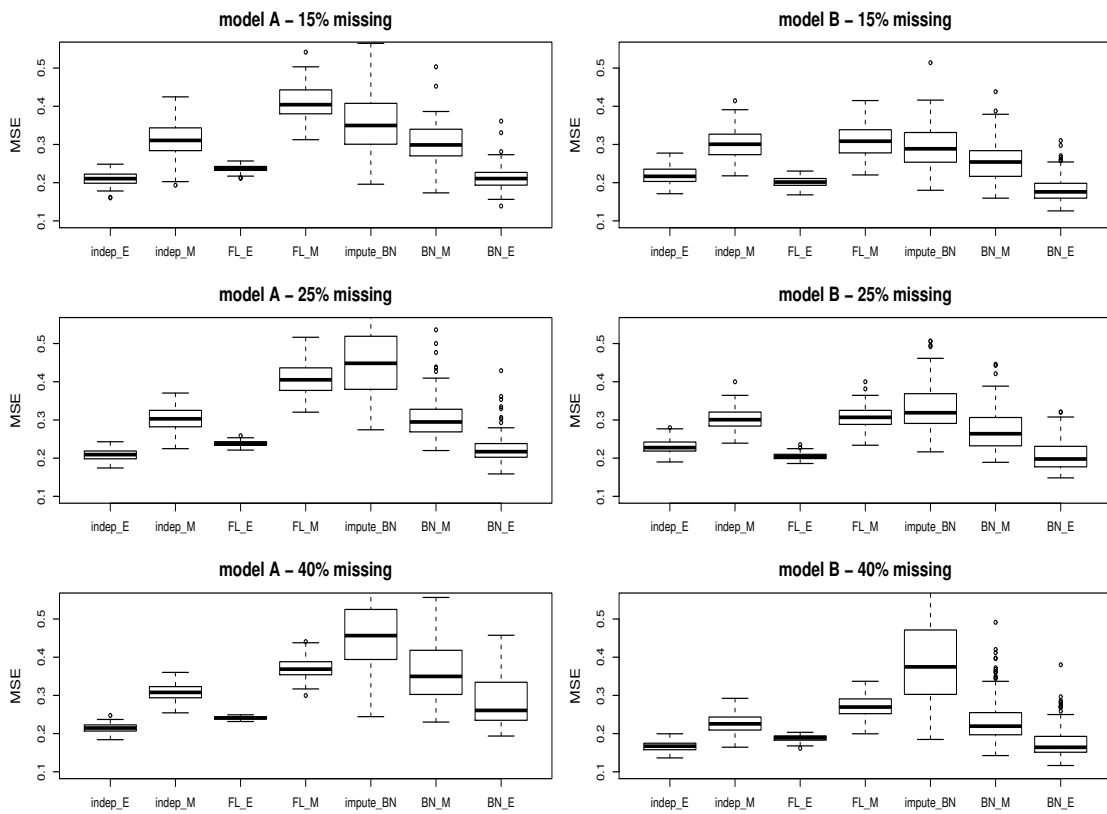 model A − 15% missing
MSE
0.5
0.4
0.3
0.2
0.1
indep_E indep_M FL_E FL_M impute_BN BN_M BN_E
model B − 15% missing
MSE
0.5
0.4
0.3
0.2
0.1
indep_E indep_M FL_E FL_M impute_BN BN_M BN_E
model A − 25% missing
MSE
0.5
0.4
0.3
0.2
0.1
indep_E indep_M FL_E FL_M impute_BN BN_M BN_E
model B − 25% missing
MSE
0.5
0.4
0.3
0.2
0.1
indep_E indep_M FL_E FL_M impute_BN BN_M BN_E
model A − 40% missing
MSE
0.5
0.4
0.3
0.2
0.1
indep_E indep_M FL_E FL_M impute_BN BN_M BN_E
model B − 40% missing
MSE
0.5
0.4
0.3
0.2
0.1
indep_E indep_M FL_E FL_M impute_BN BN_M BN_E